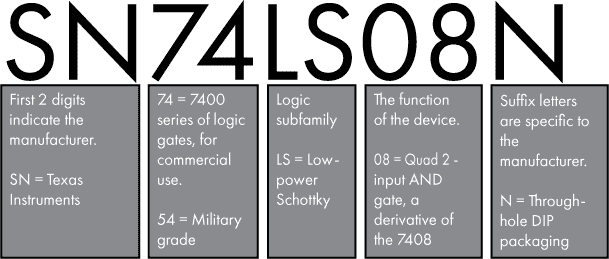 SN74LS08N
First 2 digits
indicate the
manufacturer.
SN = Texas
Instruments
74 = 7400
series of logic
gates, for
commercial
use.
54 = Military
grade
Logic
subfamily
LS = Low-
power
Schottky
The function
of the device.
08 = Quad 2 -
input AND
gate, a
derivative of
the 7408
Suffix letters
are specific to
the
manufacturer.
N = Through-
hole DIP
packaging